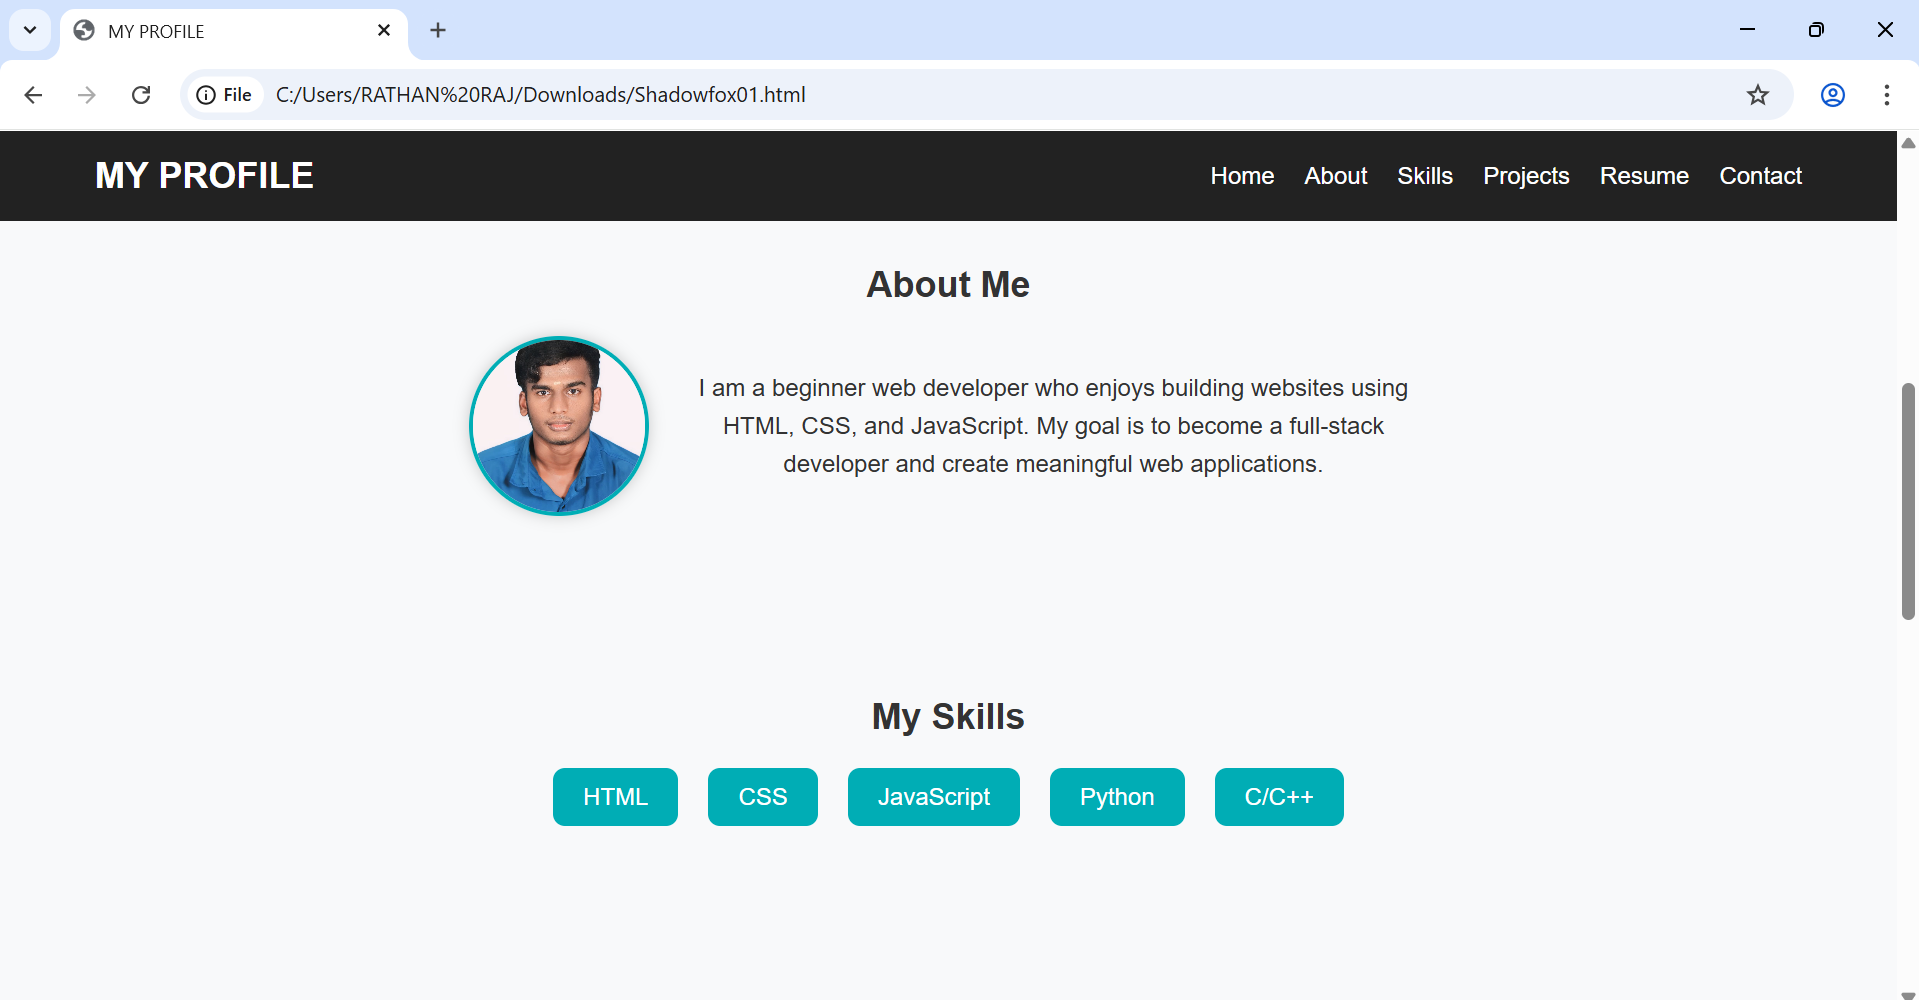 MY PROFILE
File C:/Users/RATHAN%20RAJ/Downloads/Shadowfox01.html
MY PROFILE
Home About Skills Projects Resume Contact
About Me
I am a beginner web developer who enjoys building websites using
HTML, CSS, and JavaScript. My goal is to become a full-stack
developer and create meaningful web applications.
My Skills
HTML CSS JavaScript Python C/C++